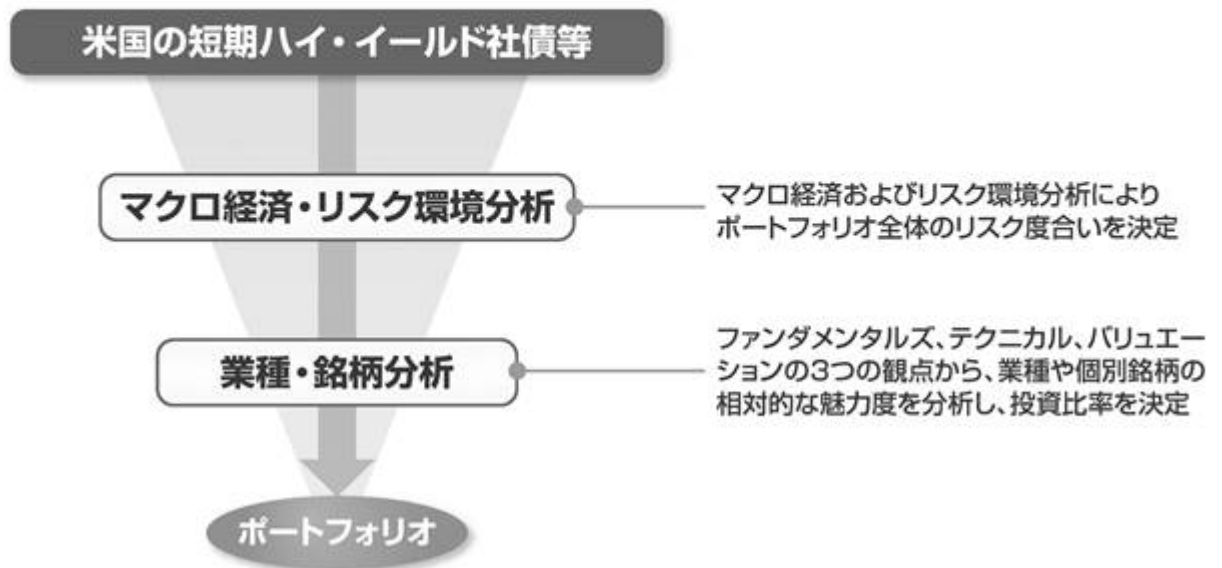 米国の短期ハイ・イールド社債等
マクロ経済・リスク環境分析
マクロ経済およびリスク環境分析により
ポートフォリオ全体のリスク度合いを決定
業種・銘柄分析
ファンダメンタルズ、テクニカル、バリュエー
ションの3つの観点から、業種や個別銘柄の
相対的な魅力度を分析し、投資比率を決定
ポートフォリオ